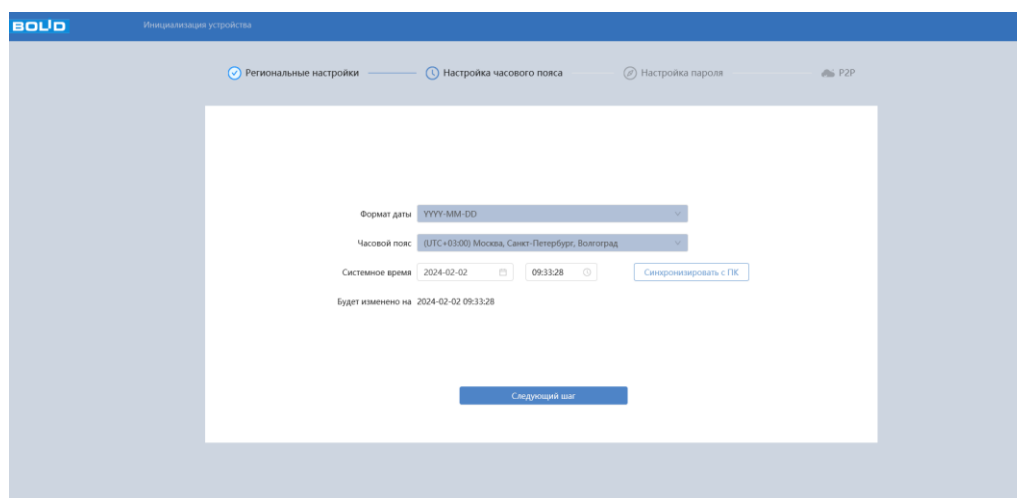 BOLID Инициализация устройства
Региональные настройки Настройка часового пояса Настройка пароля P2P
Формат даты YYYY-MM-DD
Часовой пояс (UTC+03:00) Москва, Санкт-Петербург, Волгоград
Системное время 2024-02-02 09:33:28 Синхронизировать с ПК
Будет изменено на 2024-02-02 09:33:28
Следующий шаг